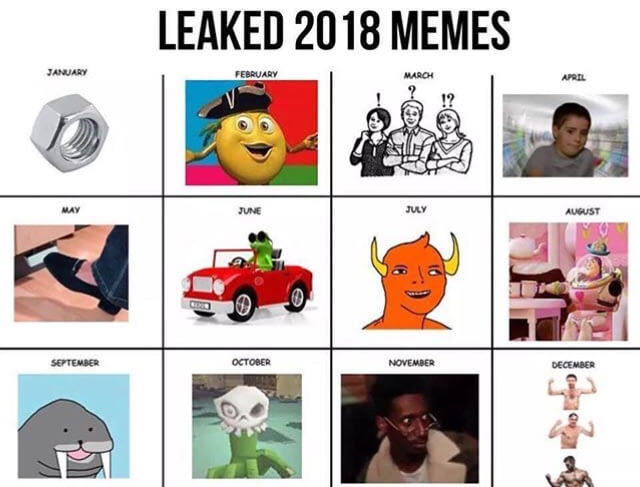 LEAKED 2018 MEMES
JANUARY
FEBRUARY
MARCH
APRIL
! ? !?
MAY
JUNE
JULY
AUGUST
SEPTEMBER
OCTOBER
NOVEMBER
DECEMBER